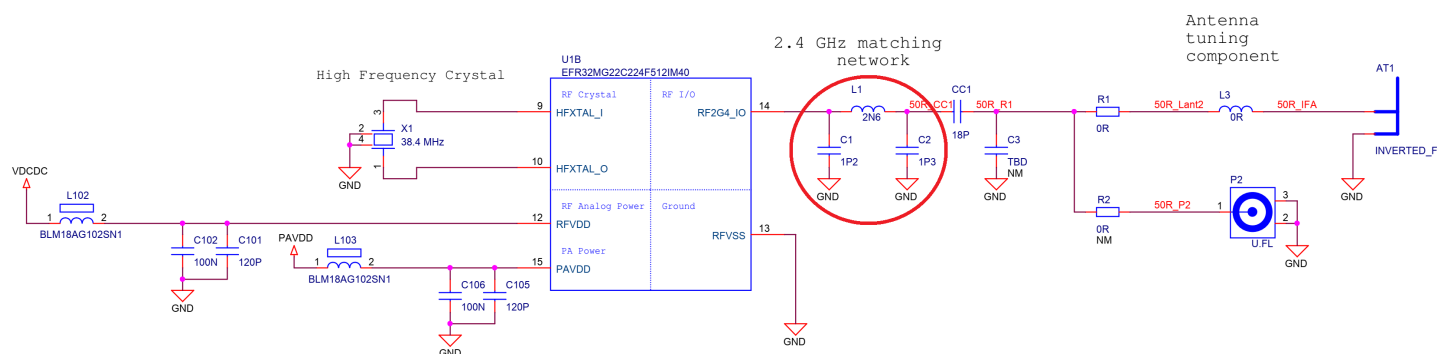 Antenna
tuning
component
2.4 GHz matching
network
High Frequency Crystal
U1B
EFR32MG22C224F512IM40
RF Crystal
RF I/O
9
HFXTAL_I
RF2G4_IO
14
3
2
4
1
X1
38.4 MHz
GND
10
HFXTAL_O
L1
2N6
C1
1P2
GND
C2
1P3
GND
50R_CC1
CC1
18P
50R_R1
C3
TBD
NM
GND
R1
0R
50R_Lant2
L3
0R
50R_IFA
AT1
INVERTED_F
GND
R2
0R
NM
50R_P2
P2
1
3
2
U.FL
GND
VDCDC
L102
1
2
BLM18AG102SN1
C102
100N
C101
120P
GND
RF Analog Power
Ground
12
RFVDD
PA Power
15
PAVDD
RFVSS
13
GND
PAVDD
L103
1
2
BLM18AG102SN1
C106
100N
C105
120P
GND